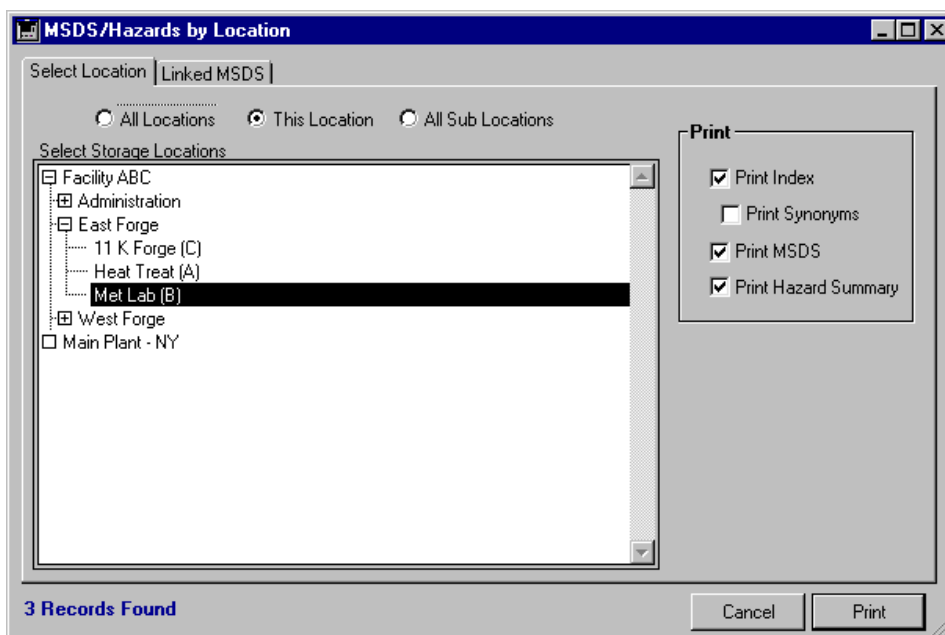 MSDS/Hazards by Location
Select Location
Linked MSDS
All Locations
This Location
All Sub Locations
Select Storage Locations
Facility ABC
Administration
East Forge
11 K Forge (C)
Heat Treat (A)
Met Lab (B)
West Forge
Main Plant - NY
Print
Print Index
Print Synonyms
Print MSDS
Print Hazard Summary
3 Records Found
Cancel
Print